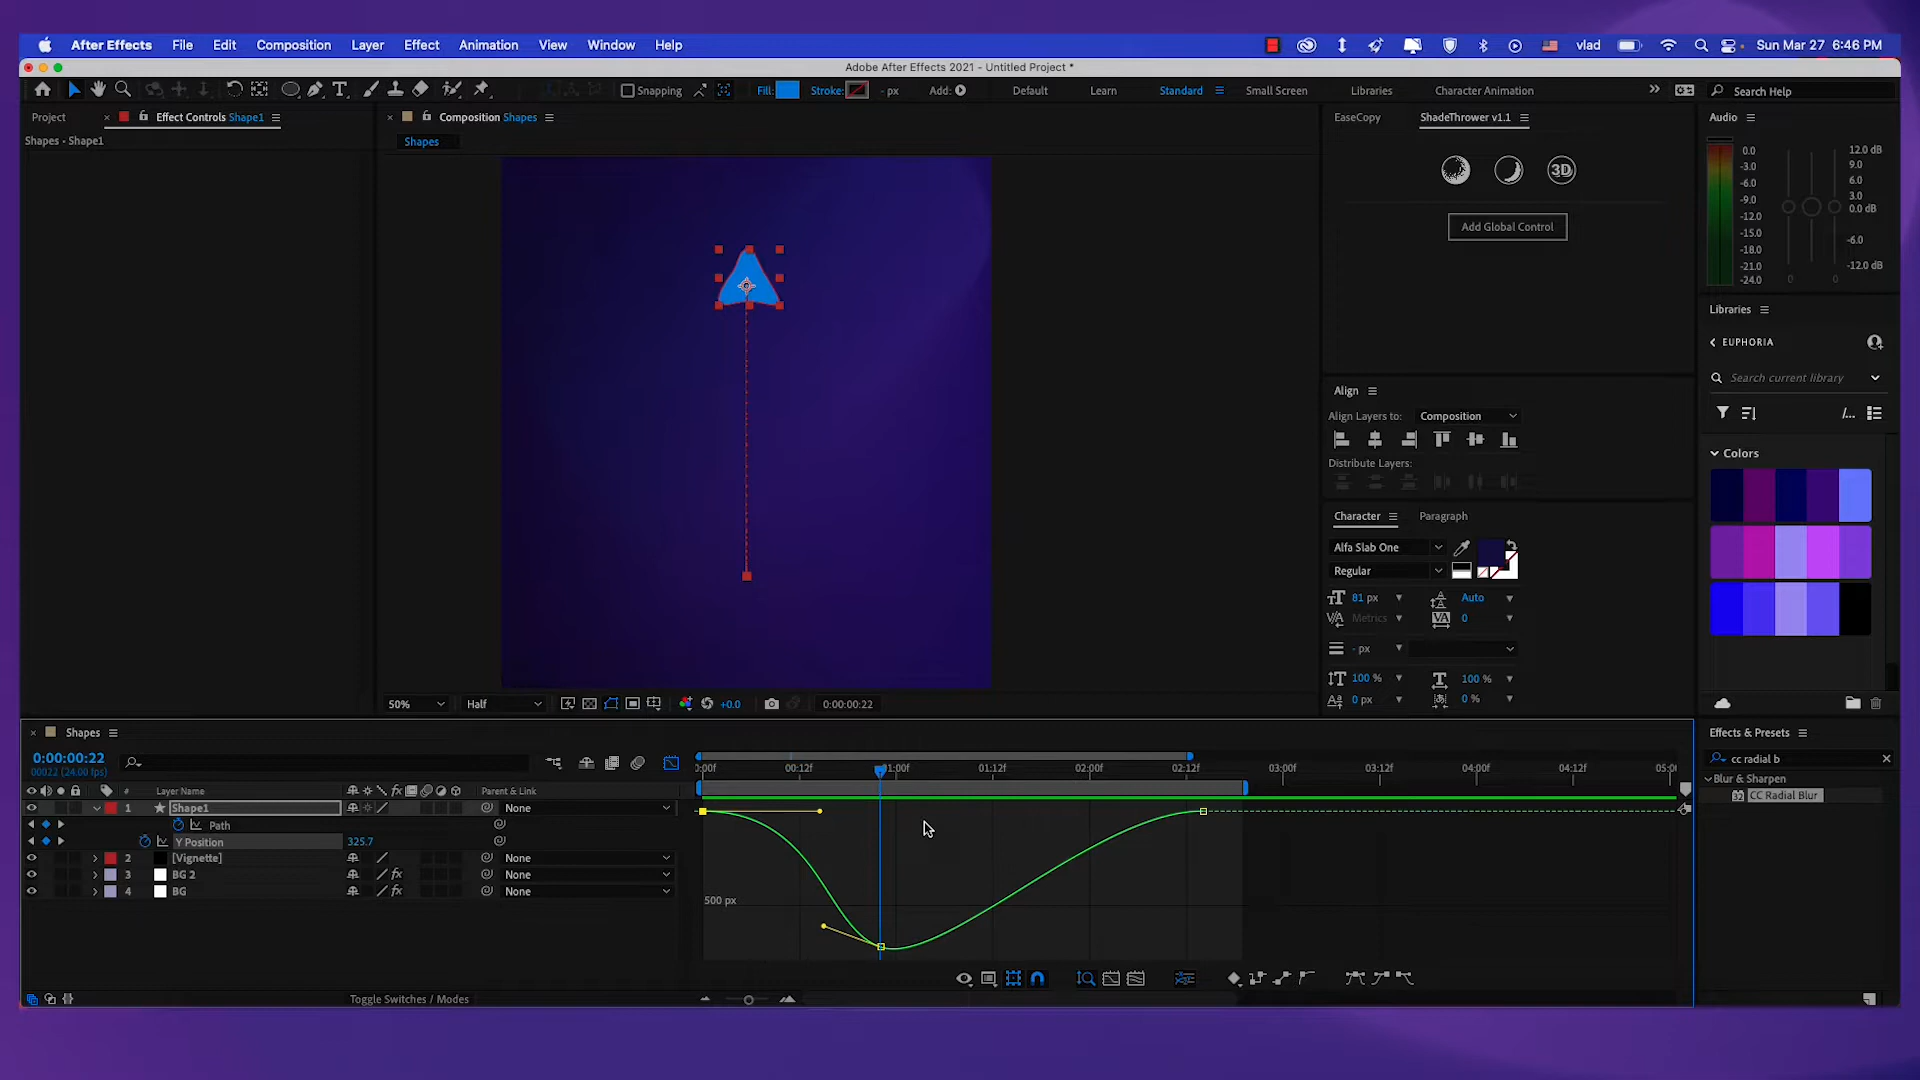 After Effects File Edit Composition Layer Effect Animation View Window Help vlad Sun Mar 27 6:46 PM
Adobe After Effects 2021 - Untitled Project *
Snapping Fill: Stroke: - px Add: Default Learn Standard Small Screen Libraries Character Animation Search Help
Project Effect Controls Shape1 Composition Shapes EaseCopy ShadeThrower v1.1 Audio
Shapes - Shape1 Shapes
3D
Add Global Control
0.0 12.0 dB
-3.0 9.0
-6.0 6.0
-9.0 3.0
-12.0 0.0 dB
-15.0
-18.0 -6.0
-21.0 -12.0 dB
-24.0 0 0
Libraries
EUPHORIA
Search current library
Align
Align Layers to: Composition
Distribute Layers:
Colors
Character Paragraph
Alfa Slab One
Regular
81 px Auto
Metrics 0
- px
100 % 100 %
0 px 0 %
50% Half +0.0 0:00:00:22
Shapes Effects & Presets
0:00:00:22
00022 (24.00 fps)
cc radial b
Blur & Sharpen
CC Radial Blur
:00f 00:12f 01:00f 01:12f 02:00f 02:12f 03:00f 03:12f 04:00f 04:12f 05:0
# Layer Name Parent & Link
1 Shape1 None
Path
Y Position 325.7
2 [Vignette] None
3 BG 2 fx None
4 BG fx None
500 px
Toggle Switches / Modes